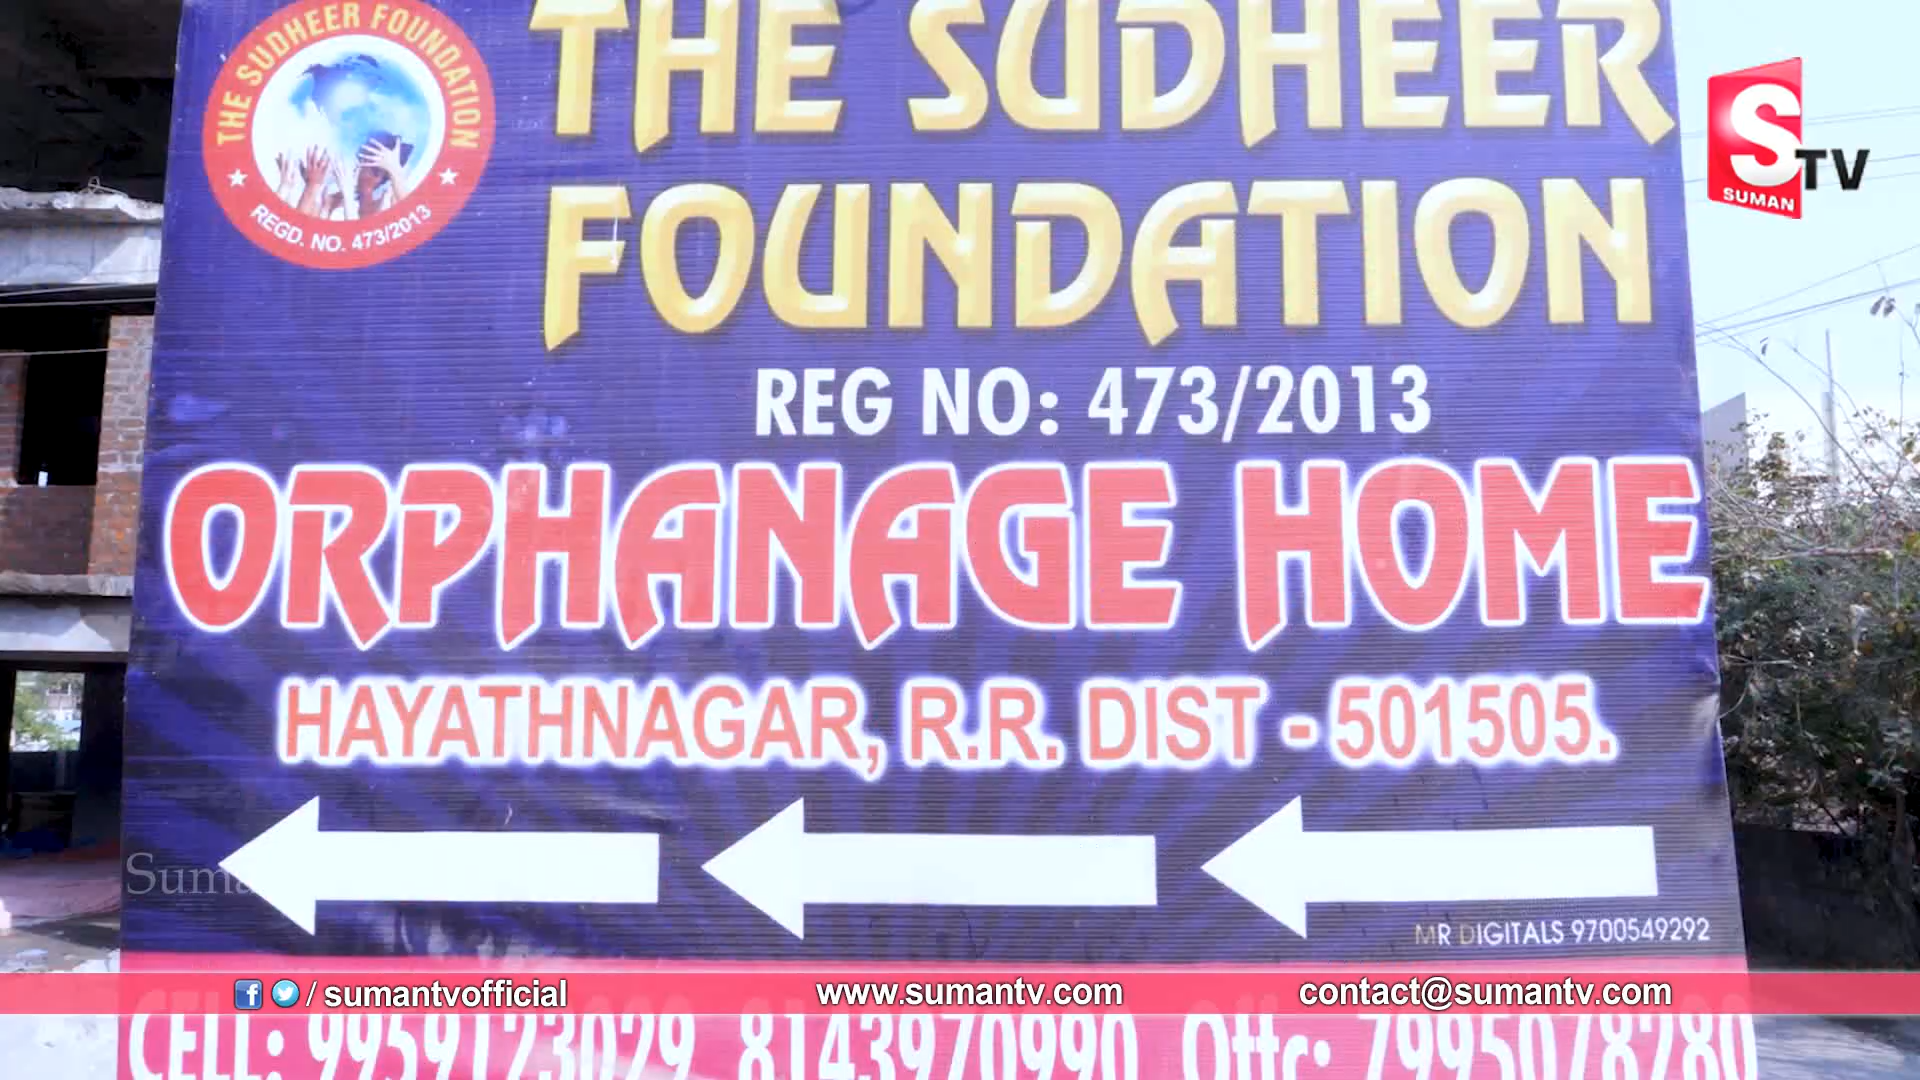 THE SUDHEER FOUNDATION
REGD. NO. 473/2013
THE SUDHEER
FOUNDATION
REG NO: 473/2013
ORPHANAGE HOME
HAYATHNAGAR, R.R. DIST - 501505.
MR DIGITALS 9700549292
CELL: 9959123029 8143970990 Offc: 7995078280
S
SUMAN
TV
Suma
/ sumantvofficial
www.sumantv.com
contact@sumantv.com